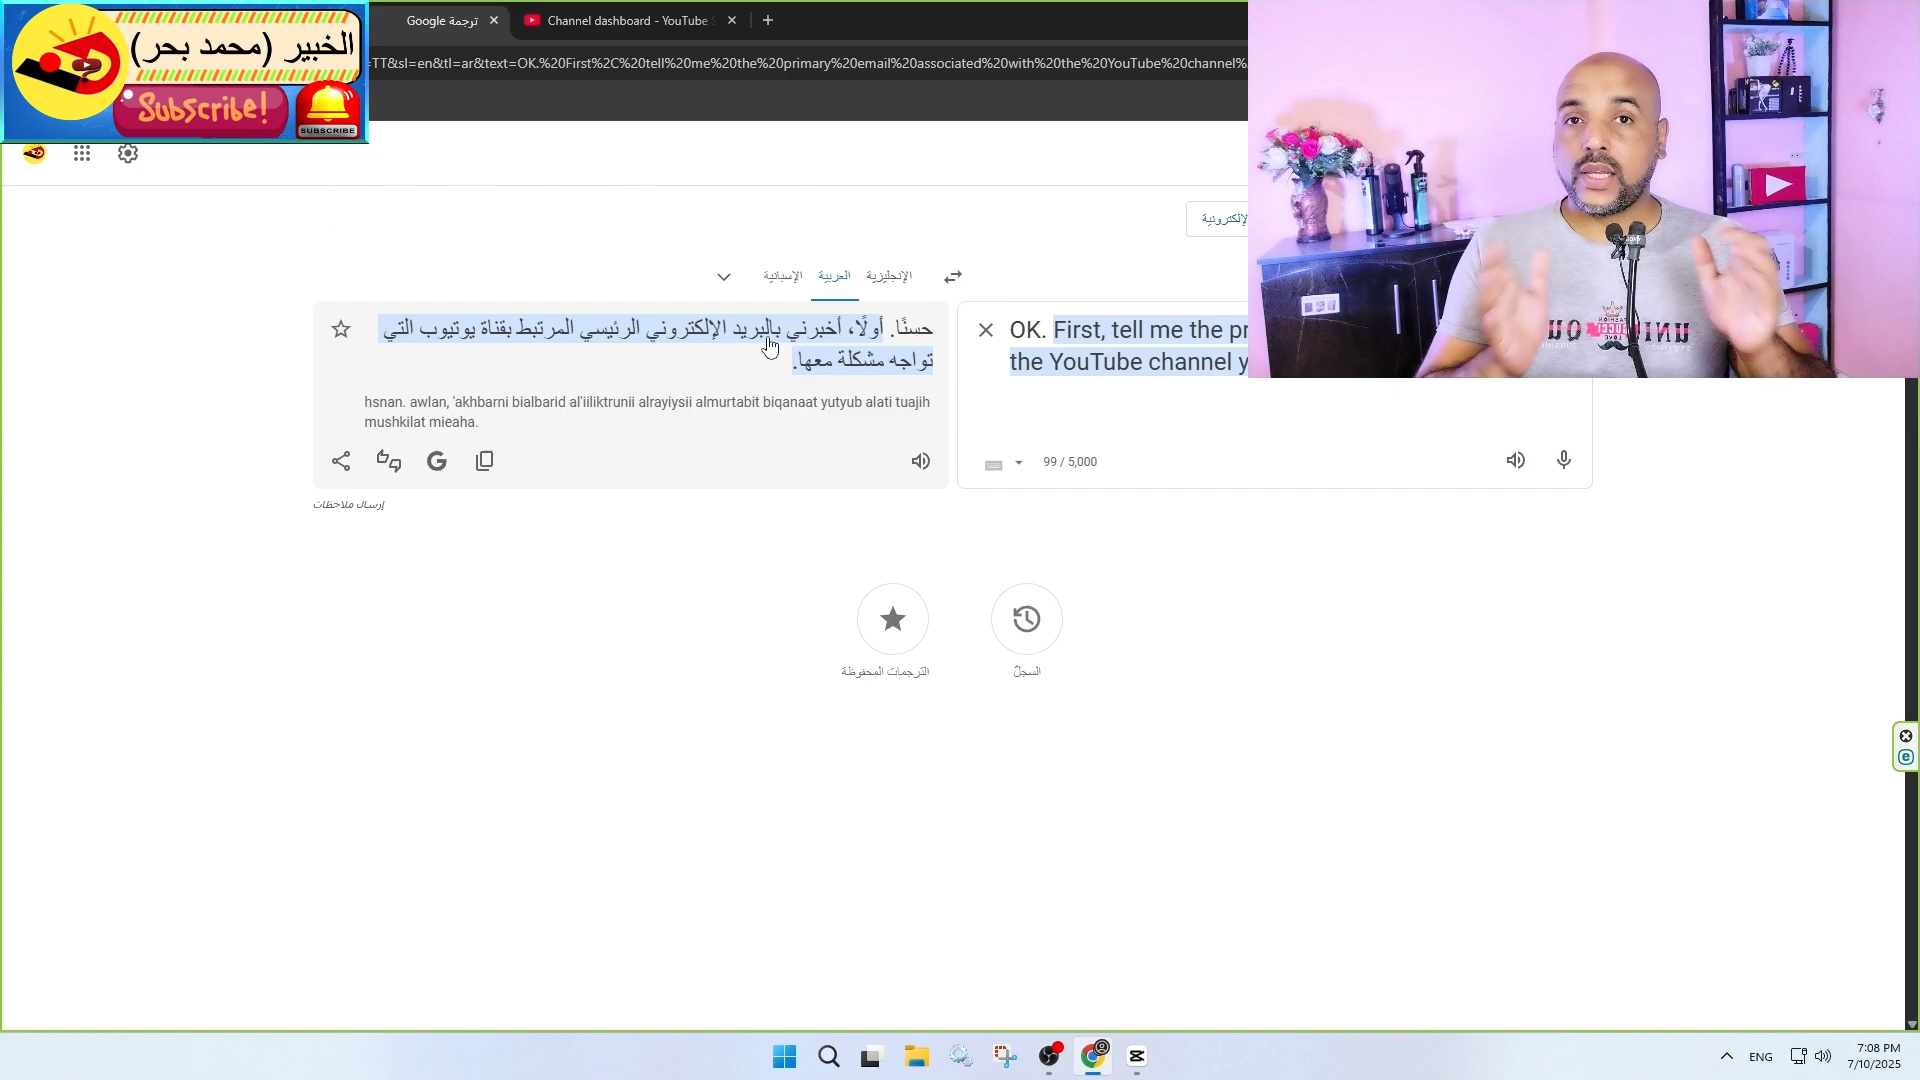 الخبير (محمد بحر)
Subscribe!
SUBSCRIBE
ترجمة Google
Channel dashboard - YouTube
=TT&sl=en&tl=ar&text=OK.%20First%2C%20tell%20me%20the%20primary%20email%20associated%20with%20the%20YouTube%20channel%
الإلكترونية
الإنجليزية
العربية
الإسبانية
حسنًا. أولًا، أخبرني بالبريد الإلكتروني الرئيسي المرتبط بقناة يوتيوب التي
تواجه مشكلة معها.
hsnan. awlan, 'akhbarni bialbarid al'iiliktrunii alrayiysii almurtabit biqanaat yutyub alati tuajih
mushkilat mieaha.
OK. First, tell me the pr
the YouTube channel y
99 / 5,000
إرسال ملاحظات
الترجمات المحفوظة
السجلّ
GUCCI
ENG
7:08 PM
7/10/2025